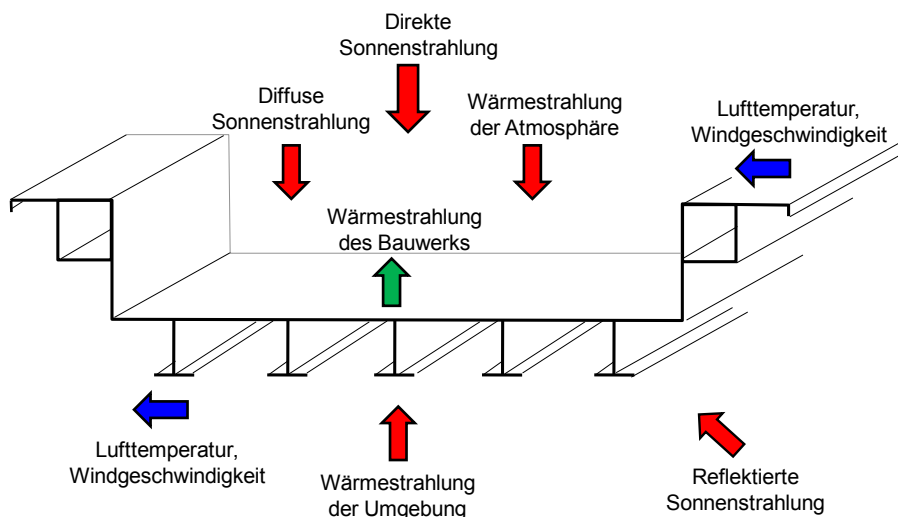 Direkte
Sonnenstrahlung
Diffuse
Sonnenstrahlung
Wärmestrahlung
der Atmosphäre
Lufttemperatur,
Windgeschwindigkeit
Wärmestrahlung
des Bauwerks
Lufttemperatur,
Windgeschwindigkeit
Wärmestrahlung
der Umgebung
Reflektierte
Sonnenstrahlung